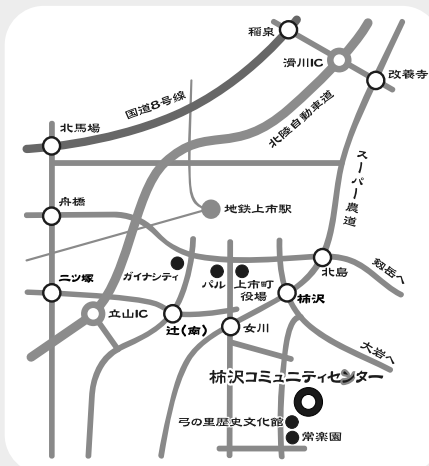 稲泉
滑川IC
改養寺
国道8号線
北陸自動車道
北馬場
スーパー農道
舟橋
地鉄上市駅
ガイナシティ
パル
上市町
役場
北島
剱岳へ
二ツ塚
柿沢
立山IC
辻(南)
女川
大岩へ
柿沢コミュニティセンター
弓の里歴史文化館
常楽園